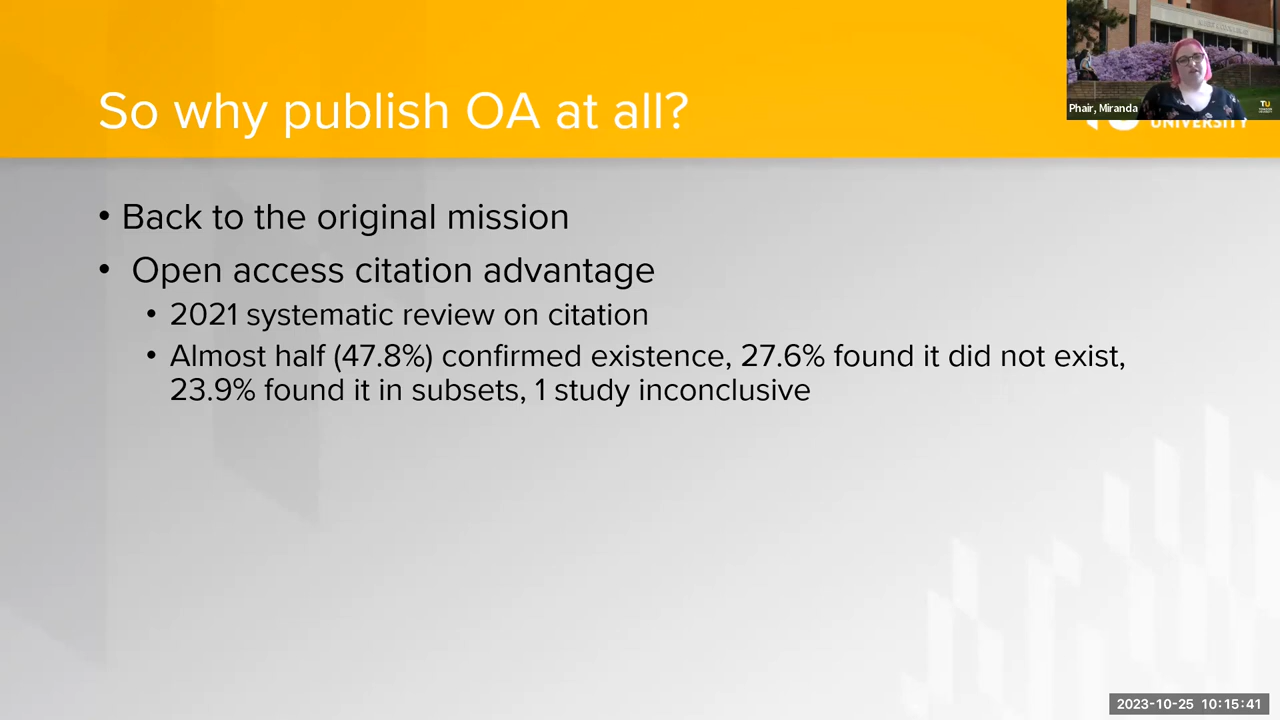 So why publish OA at all?
Phair, Miranda
TU
UNIVERSITY
• Back to the original mission
• Open access citation advantage
• 2021 systematic review on citation
• Almost half (47.8%) confirmed existence, 27.6% found it did not exist,
23.9% found it in subsets, 1 study inconclusive
2023-10-25 10:15:41